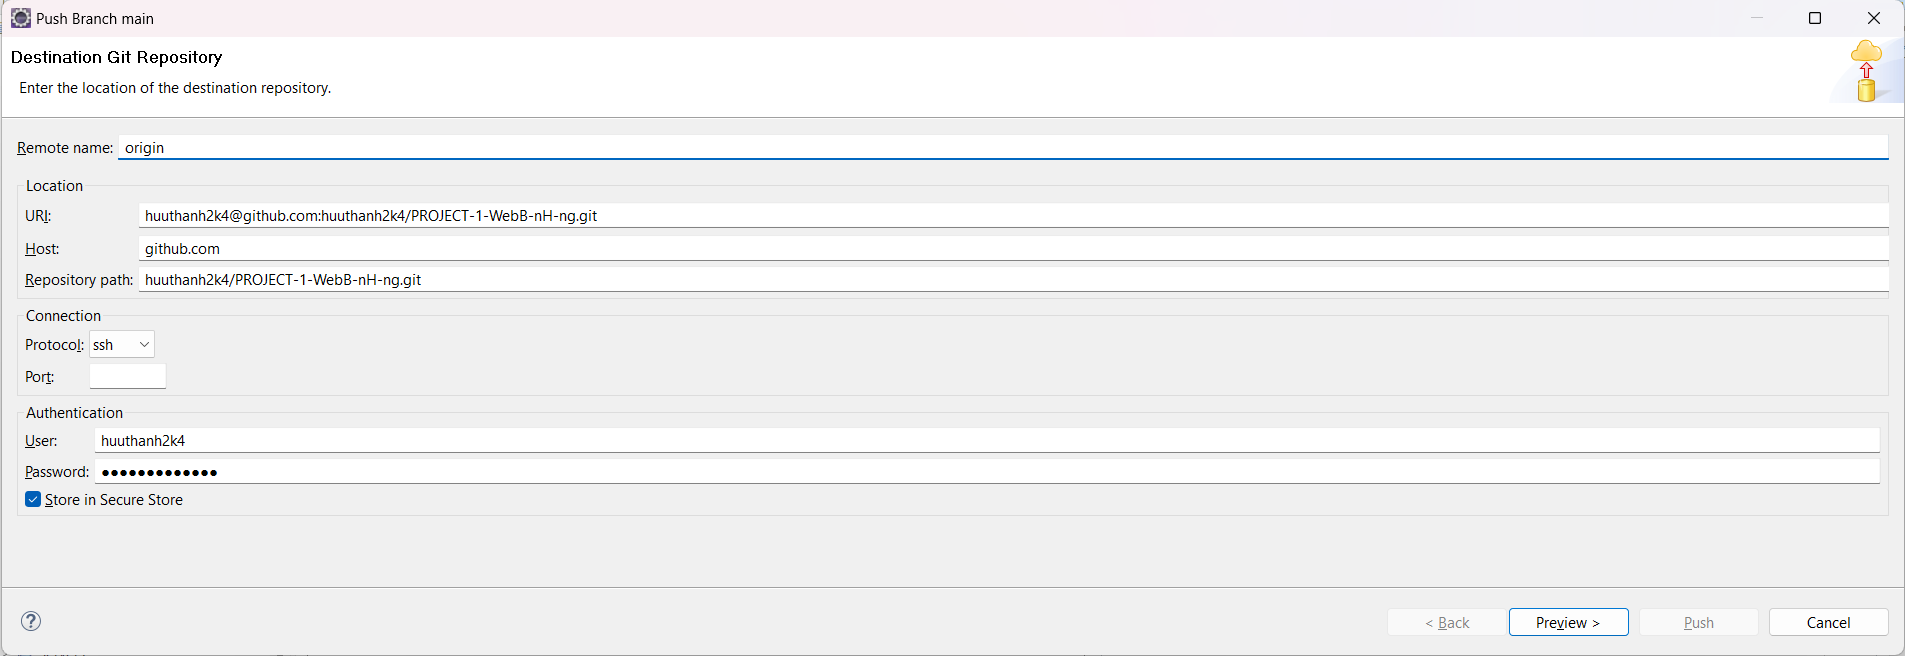 Push Branch main
Destination Git Repository
Enter the location of the destination repository.
Remote name: origin
Location
URI: huuthanh2k4@github.com:huuthanh2k4/PROJECT-1-WebB-nH-ng.git
Host: github.com
Repository path: huuthanh2k4/PROJECT-1-WebB-nH-ng.git
Connection
Protocol: ssh
Port:
Authentication
User: huuthanh2k4
Password: ●●●●●●●●●●●●●
Store in Secure Store
< Back Preview > Push Cancel